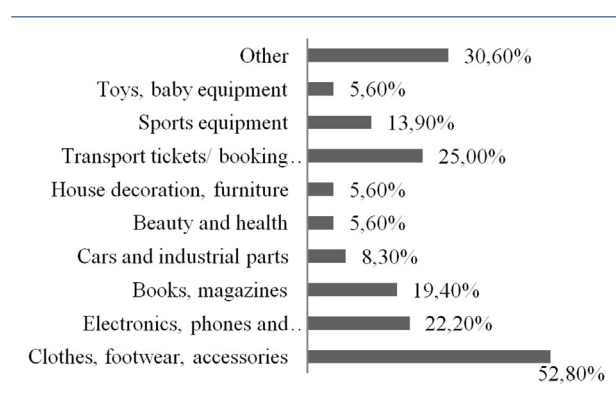 Other 30,60%
Toys, baby equipment 5,60%
Sports equipment 13,90%
Transport tickets/ booking.. 25,00%
House decoration, furniture 5,60%
Beauty and health 5,60%
Cars and industrial parts 8,30%
Books, magazines 19,40%
Electronics, phones and.. 22,20%
Clothes, footwear, accessories 52,80%